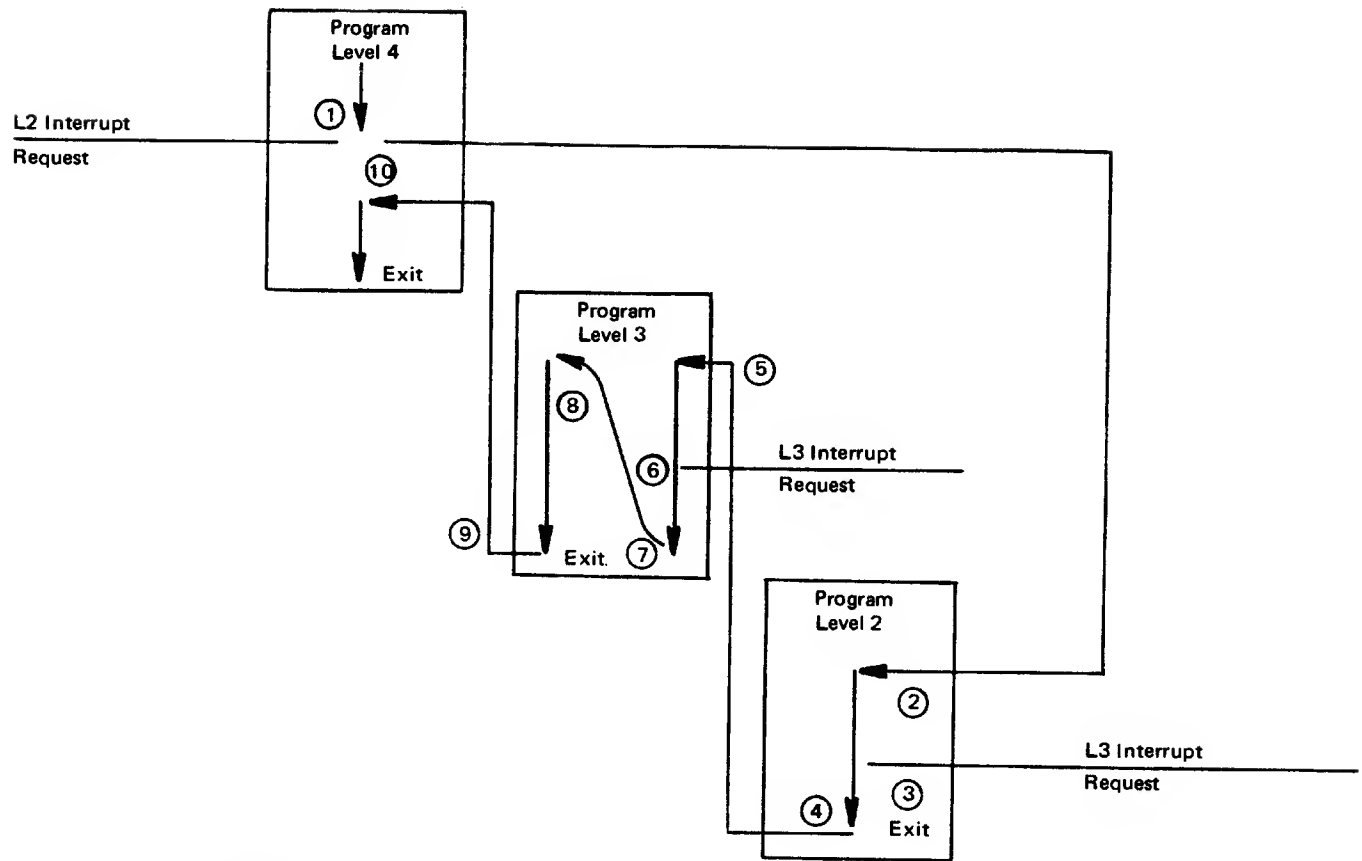 Program
Level 4
①
L2 Interrupt
Request
⑩
Exit
Program
Level 3
⑤
⑧
L3 Interrupt
⑥
Request
⑨
Exit.
⑦
Program
Level 2
②
L3 Interrupt
Request
③
④
Exit